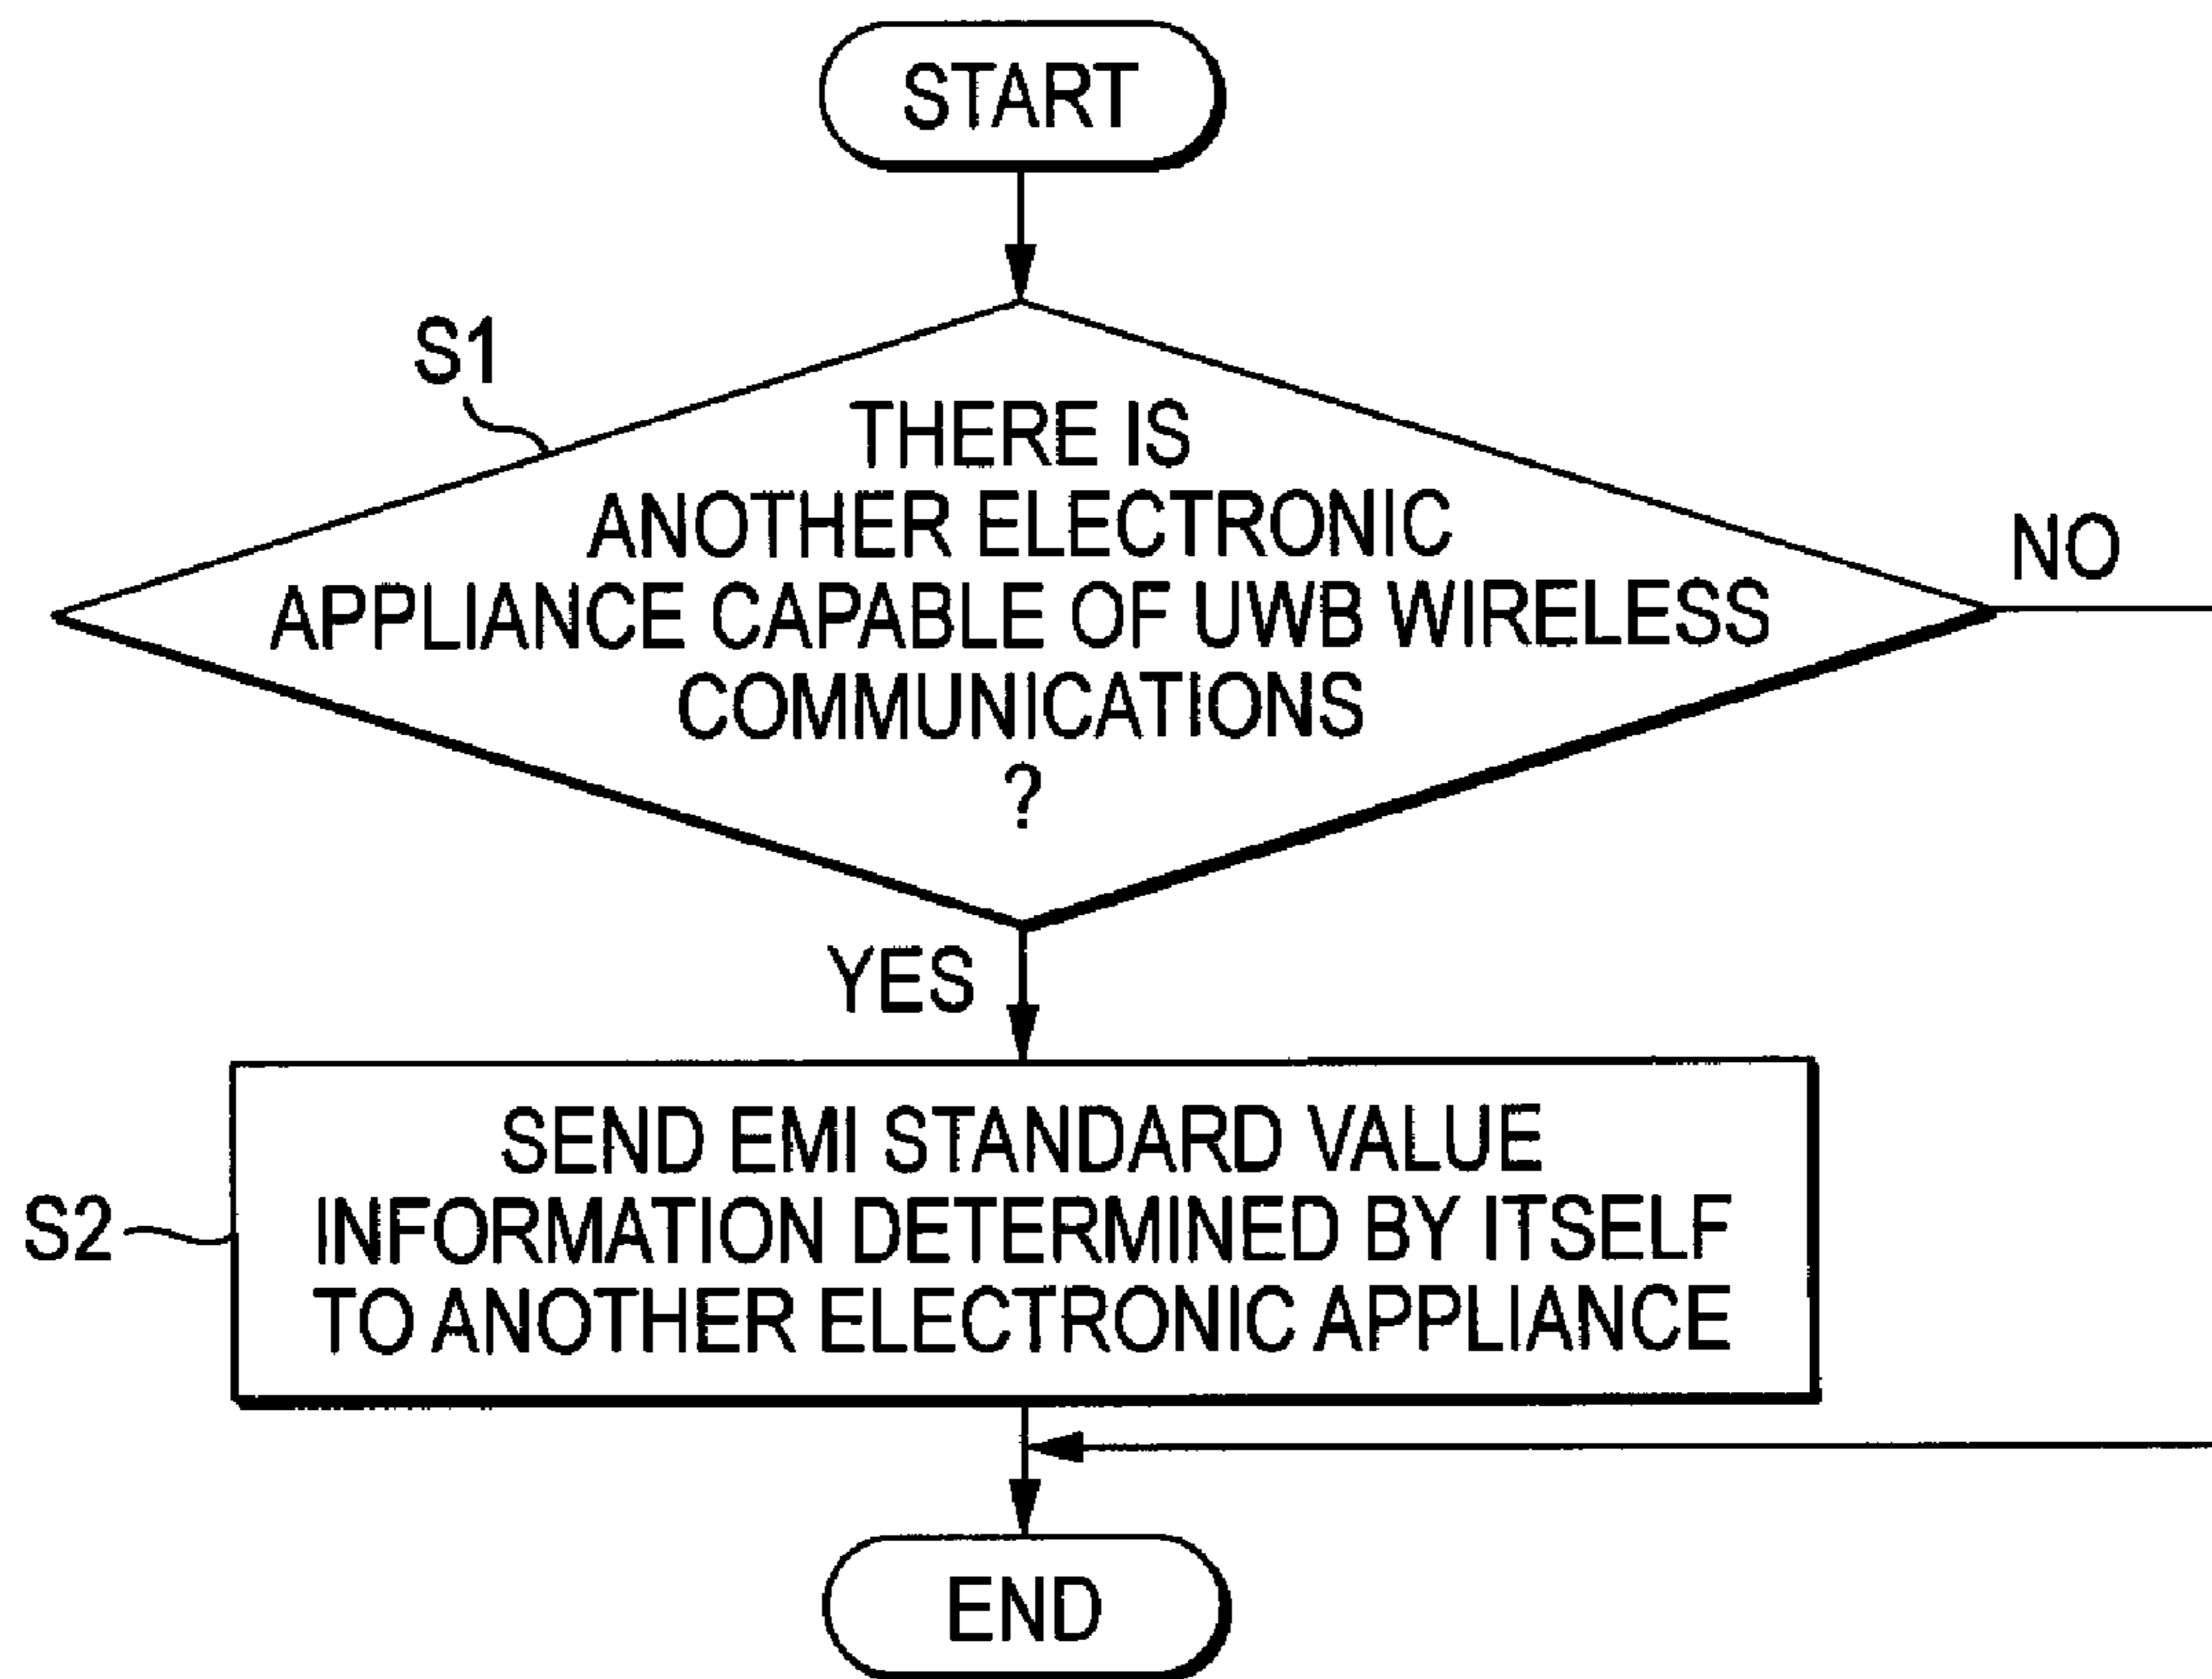 START
S1
THERE IS
ANOTHER ELECTRONIC
APPLIANCE CAPABLE OF UWB WIRELESS
COMMUNICATIONS
?
NO
YES
SEND EMI STANDARD VALUE
INFORMATION DETERMINED BY ITSELF
TO ANOTHER ELECTRONIC APPLIANCE
S2
END